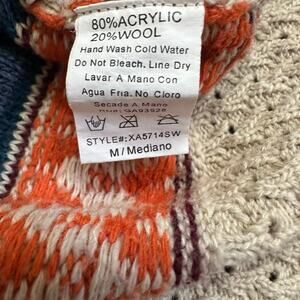 80%ACRYLIC
20%WOOL
Hand Wash Cold Water
Do Not Bleach. Line Dry
Lavar A Mano Con
Agua Fria. No Cloro
Secade A Mano
STYLE#: XA5714SW
M / Mediano